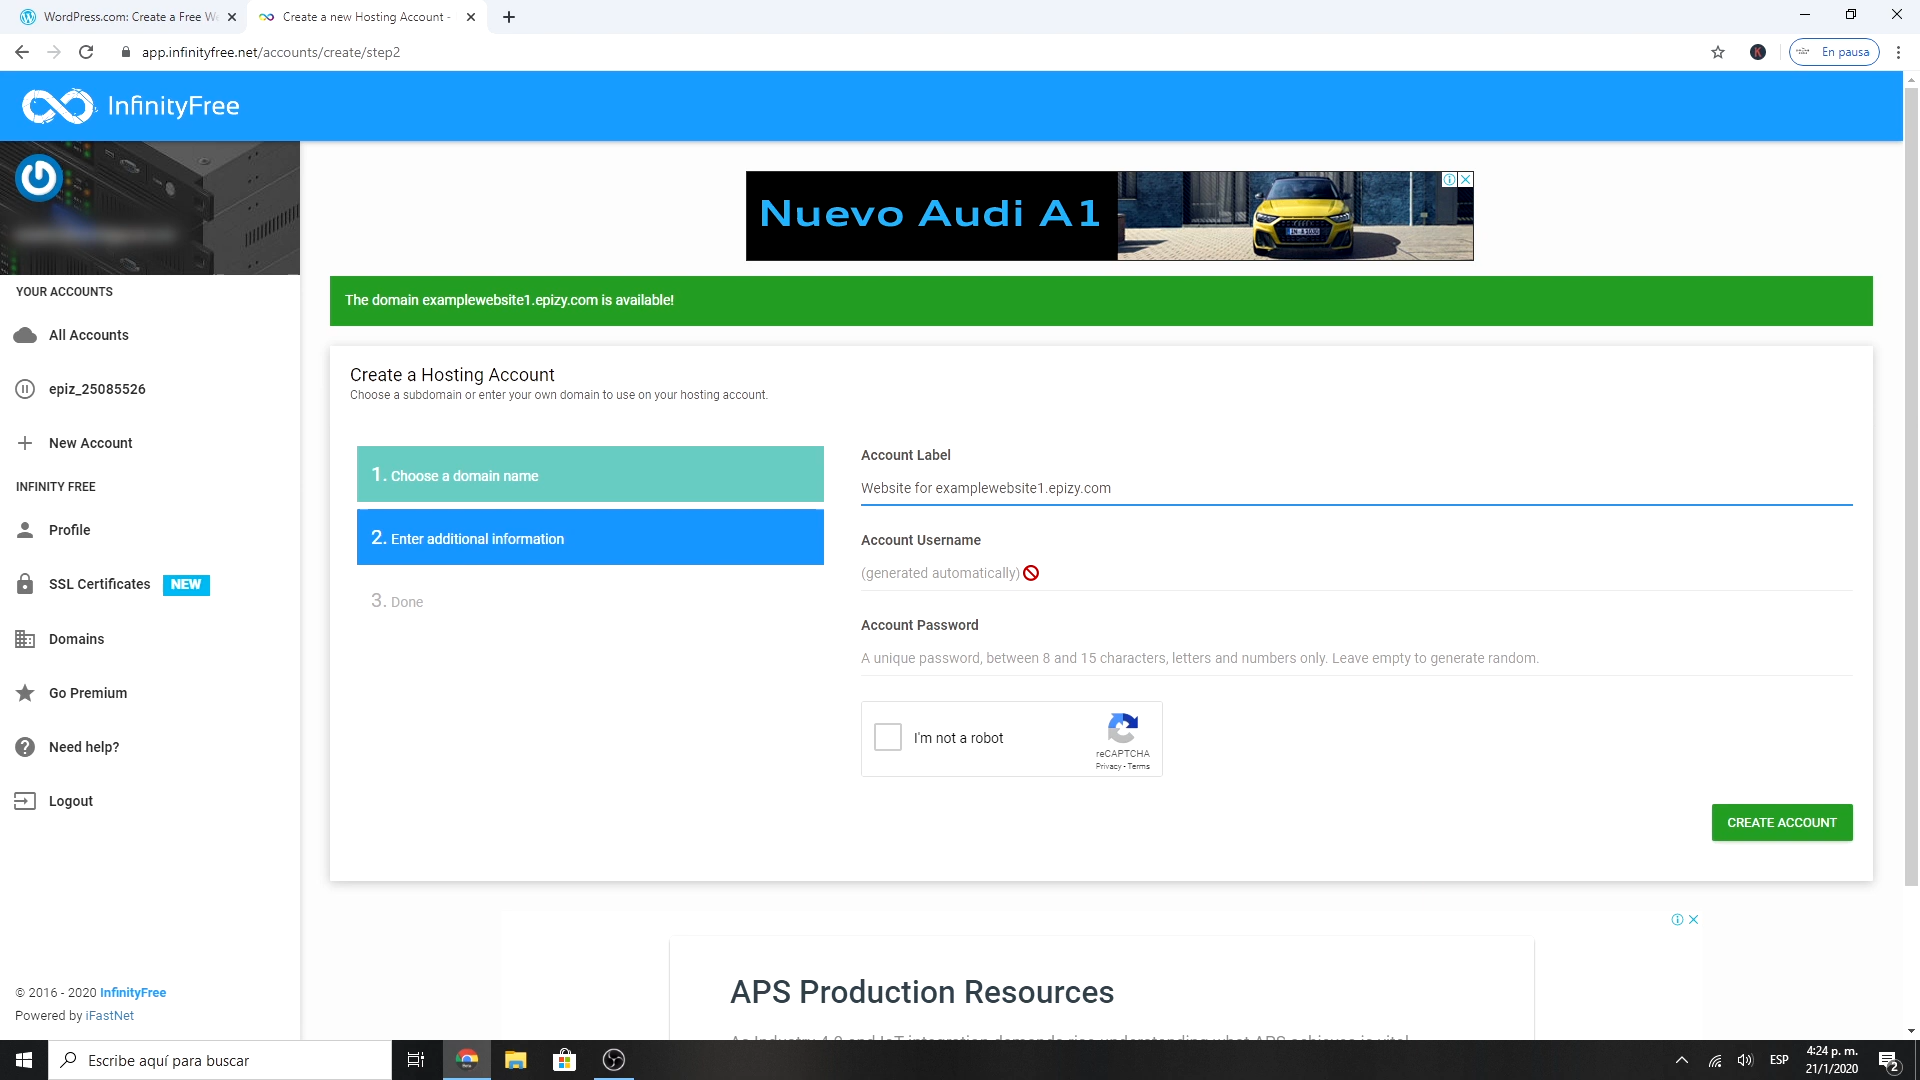 WordPress.com: Create a Free We
Create a new Hosting Account -
app.infinityfree.net/accounts/create/step2
K
En pausa
InfinityFree
YOUR ACCOUNTS
All Accounts
epiz_25085526
New Account
INFINITY FREE
Profile
SSL Certificates NEW
Domains
Go Premium
Need help?
Logout
© 2016 - 2020 InfinityFree
Powered by iFastNet
Nuevo Audi A1
The domain examplewebsite1.epizy.com is available!
Create a Hosting Account
Choose a subdomain or enter your own domain to use on your hosting account.
1. Choose a domain name
2. Enter additional information
3. Done
Account Label
Website for examplewebsite1.epizy.com
Account Username
(generated automatically)
Account Password
A unique password, between 8 and 15 characters, letters and numbers only. Leave empty to generate random.
I'm not a robot
reCAPTCHA
Privacy - Terms
CREATE ACCOUNT
APS Production Resources
Escribe aquí para buscar
ESP
4:24 p. m.
21/1/2020
2